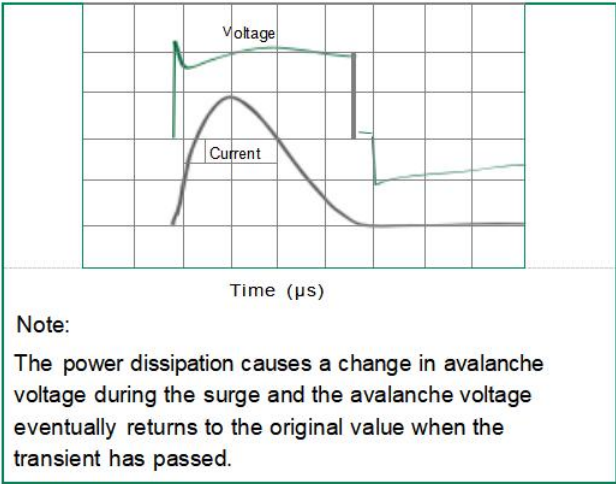 Voltage
Current
Time (µs)
Note:
The power dissipation causes a change in avalanche
voltage during the surge and the avalanche voltage
eventually returns to the original value when the
transient has passed.